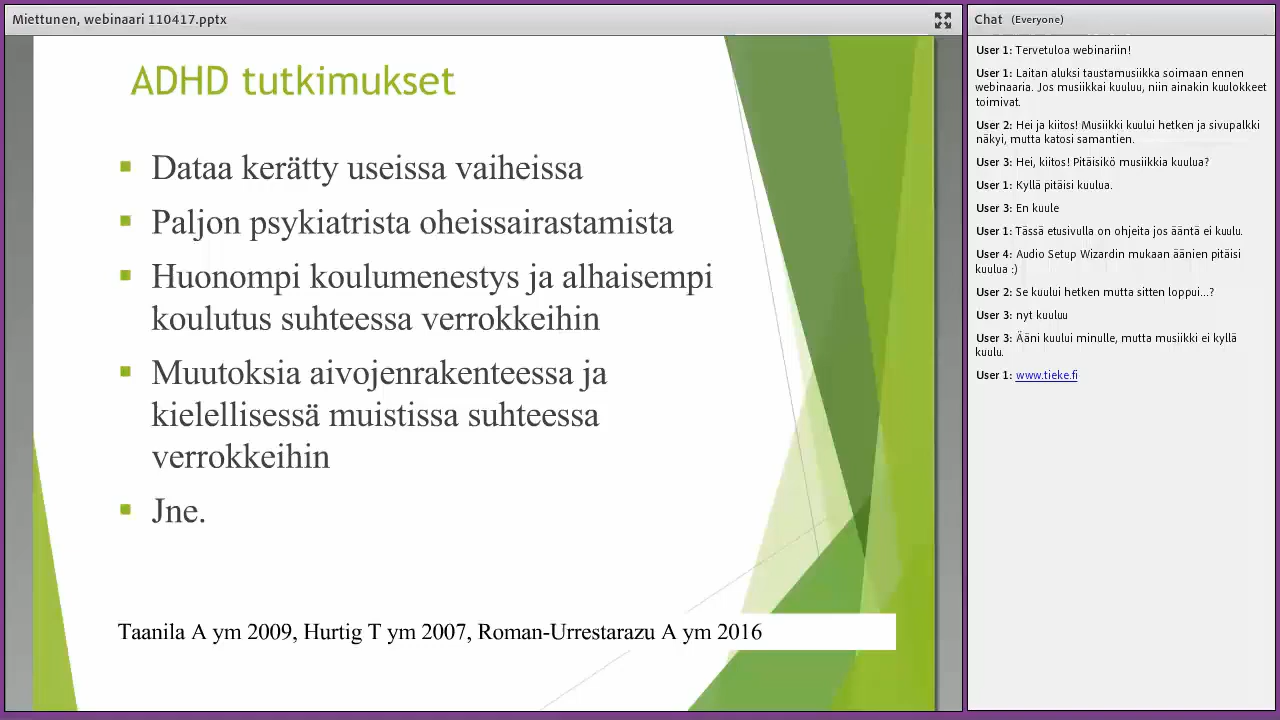 Miettunen, webinaari 110417.pptx
ADHD tutkimukset
Dataa kerätty useissa vaiheissa
Paljon psykiatrista oheissairastamista
Huonompi koulumenestys ja alhaisempi
koulutus suhteessa verrokkeihin
Muutoksia aivojenrakenteessa ja
kielellisessä muistissa suhteessa
verrokkeihin
Jne.
Taanila A ym 2009, Hurtig T ym 2007, Roman-Urrestarazu A ym 2016
Chat (Everyone)
User 1: Tervetuloa webinariin!
User 1: Laitan aluksi taustamusiikka soimaan ennen
webinaaria. Jos musiikkai kuuluu, niin ainakin kuulokkeet
toimivat.
User 2: Hei ja kiitos! Musiikki kuului hetken ja sivupalkki
näkyi, mutta katosi samantien.
User 3: Hei, kiitos! Pitäisikö musiikkia kuulua?
User 1: Kyllä pitäisi kuulua.
User 3: En kuule
User 1: Tässä etusivulla on ohjeita jos ääntä ei kuulu.
User 4: Audio Setup Wizardin mukaan äänien pitäisi
kuulua :)
User 2: Se kuului hetken mutta sitten loppui...?
User 3: nyt kuuluu
User 3: Ääni kuului minulle, mutta musiikki ei kyllä
kuulu.
User 1: www.tieke.fi